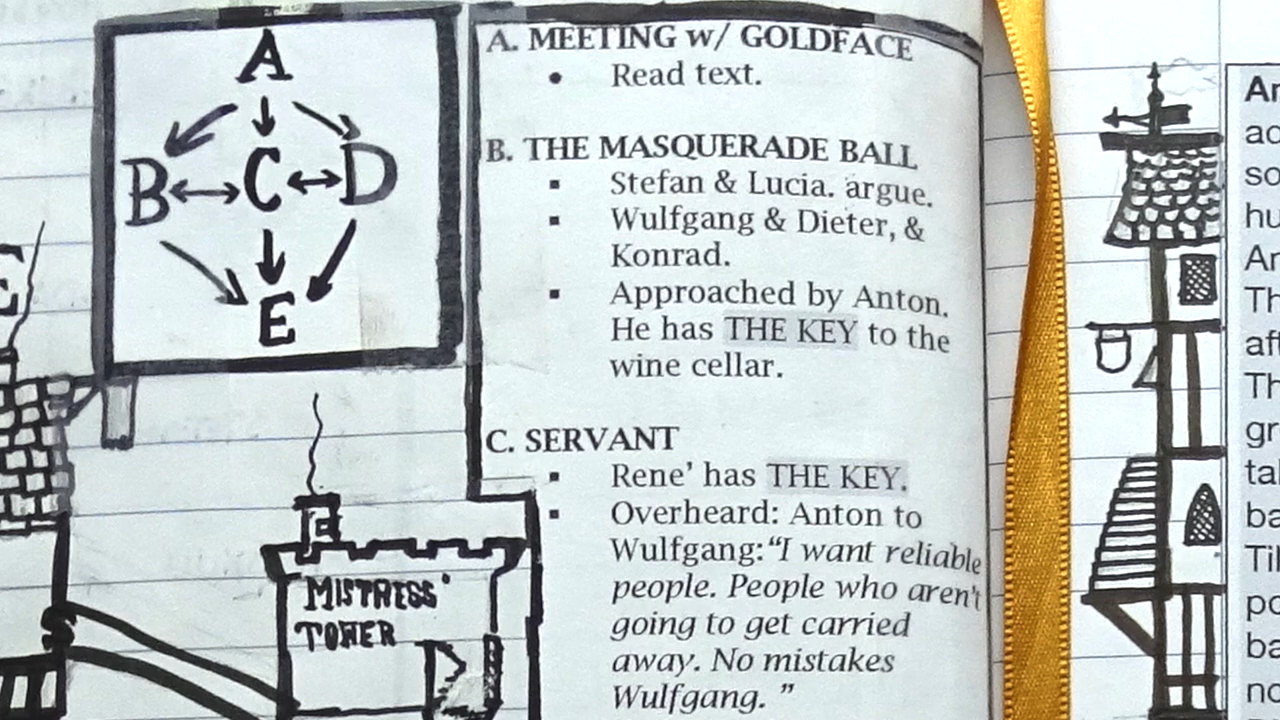 A
B C D
E
A. MEETING w/ GOLDFACE
• Read text.
B. THE MASQUERADE BALL
▪ Stefan & Lucia. argue.
▪ Wulfgang & Dieter, &
Konrad.
▪ Approached by Anton.
He has THE KEY to the
wine cellar.
C. SERVANT
▪ Rene' has THE KEY.
▪ Overheard: Anton to
Wulfgang:“I want reliable
people. People who aren't
going to get carried
away. No mistakes
Wulfgang. ”
"MISTRESS'
TOWER